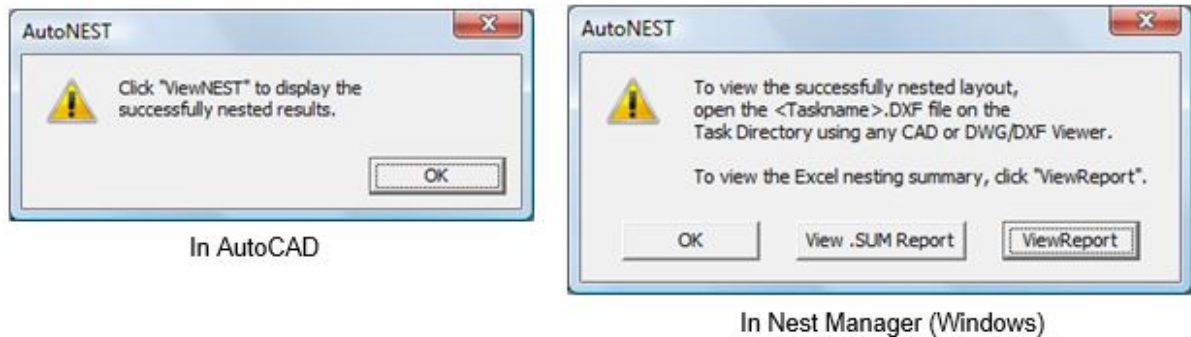 AutoNEST
Click "ViewNEST" to display the
successfully nested results.
OK
In AutoCAD
AutoNEST
To view the successfully nested layout,
open the <Taskname>.DXF file on the
Task Directory using any CAD or DWG/DXF Viewer.
To view the Excel nesting summary, click "ViewReport".
OK
View .SUM Report
ViewReport
In Nest Manager (Windows)